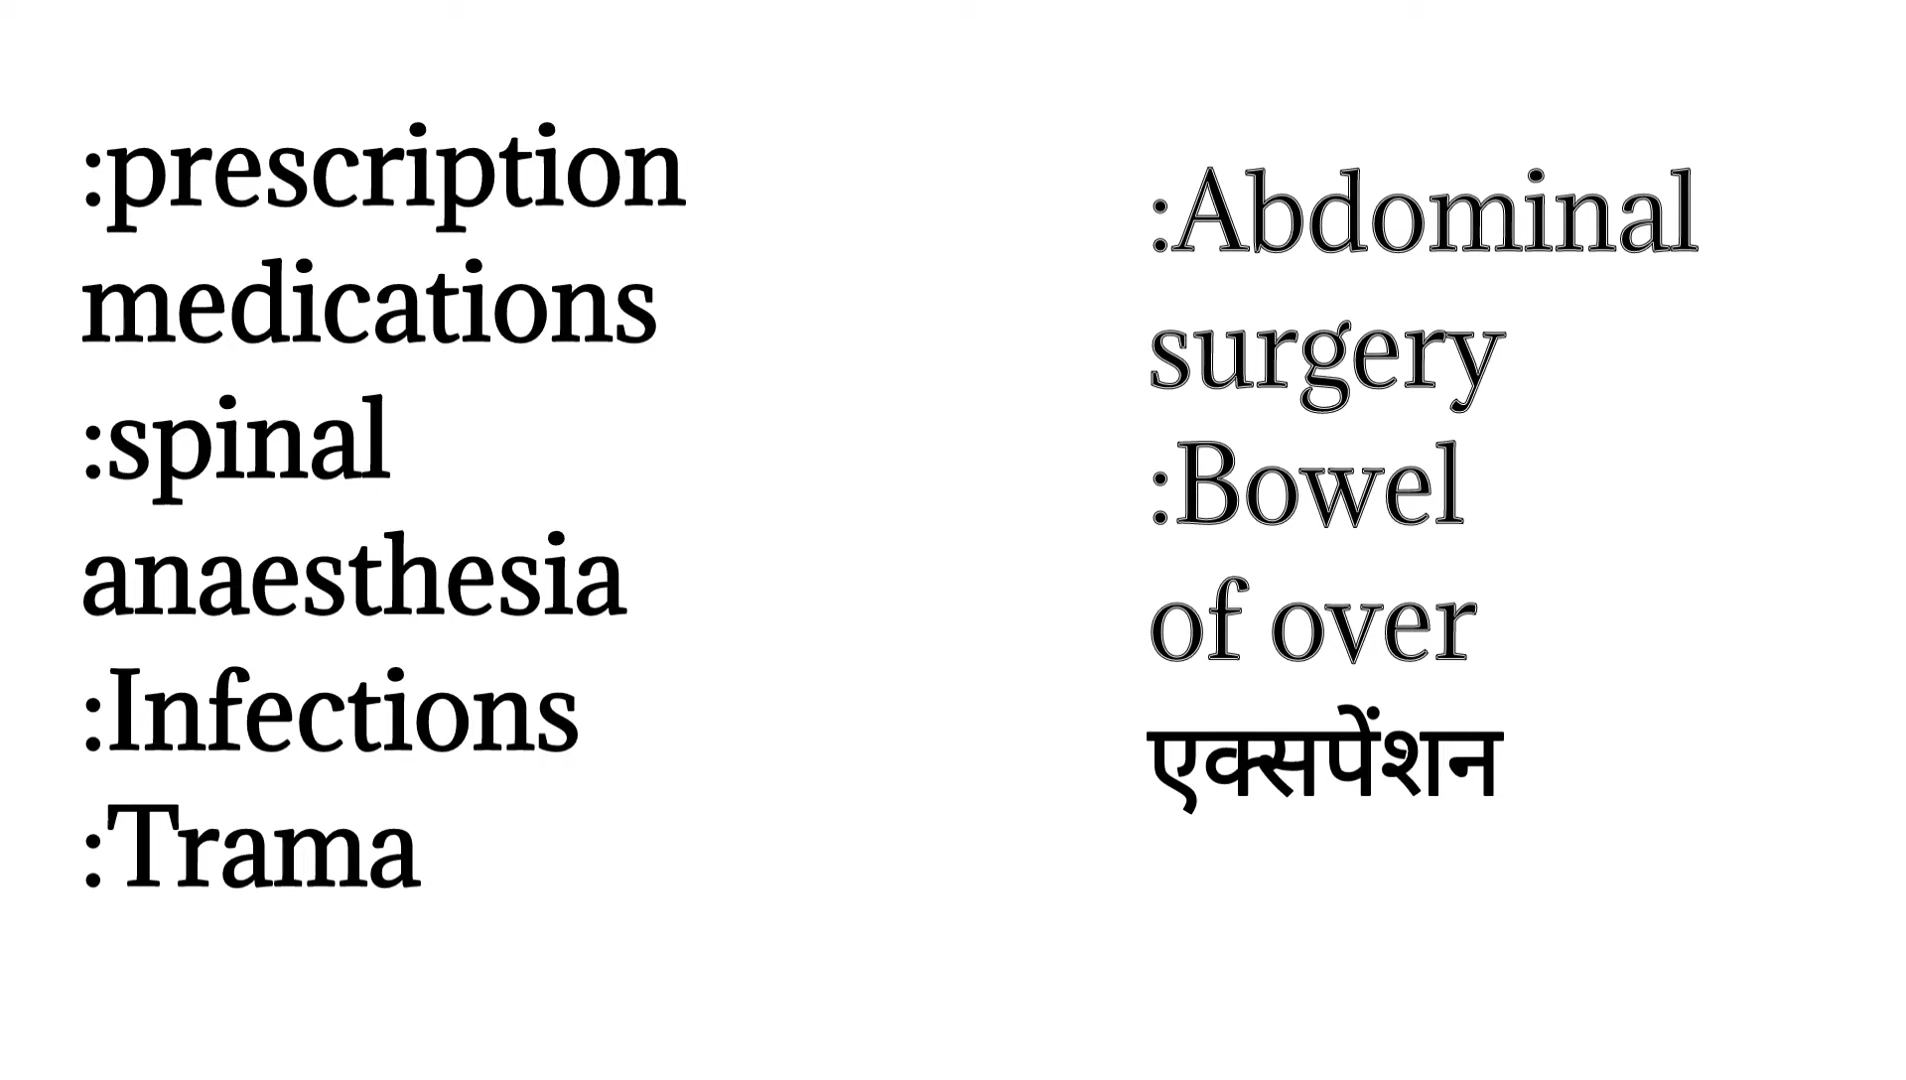 :prescription
medications
:spinal
anaesthesia
:Infections
:Trama
:Abdominal
surgery
:Bowel
of over
एक्सपेंशन